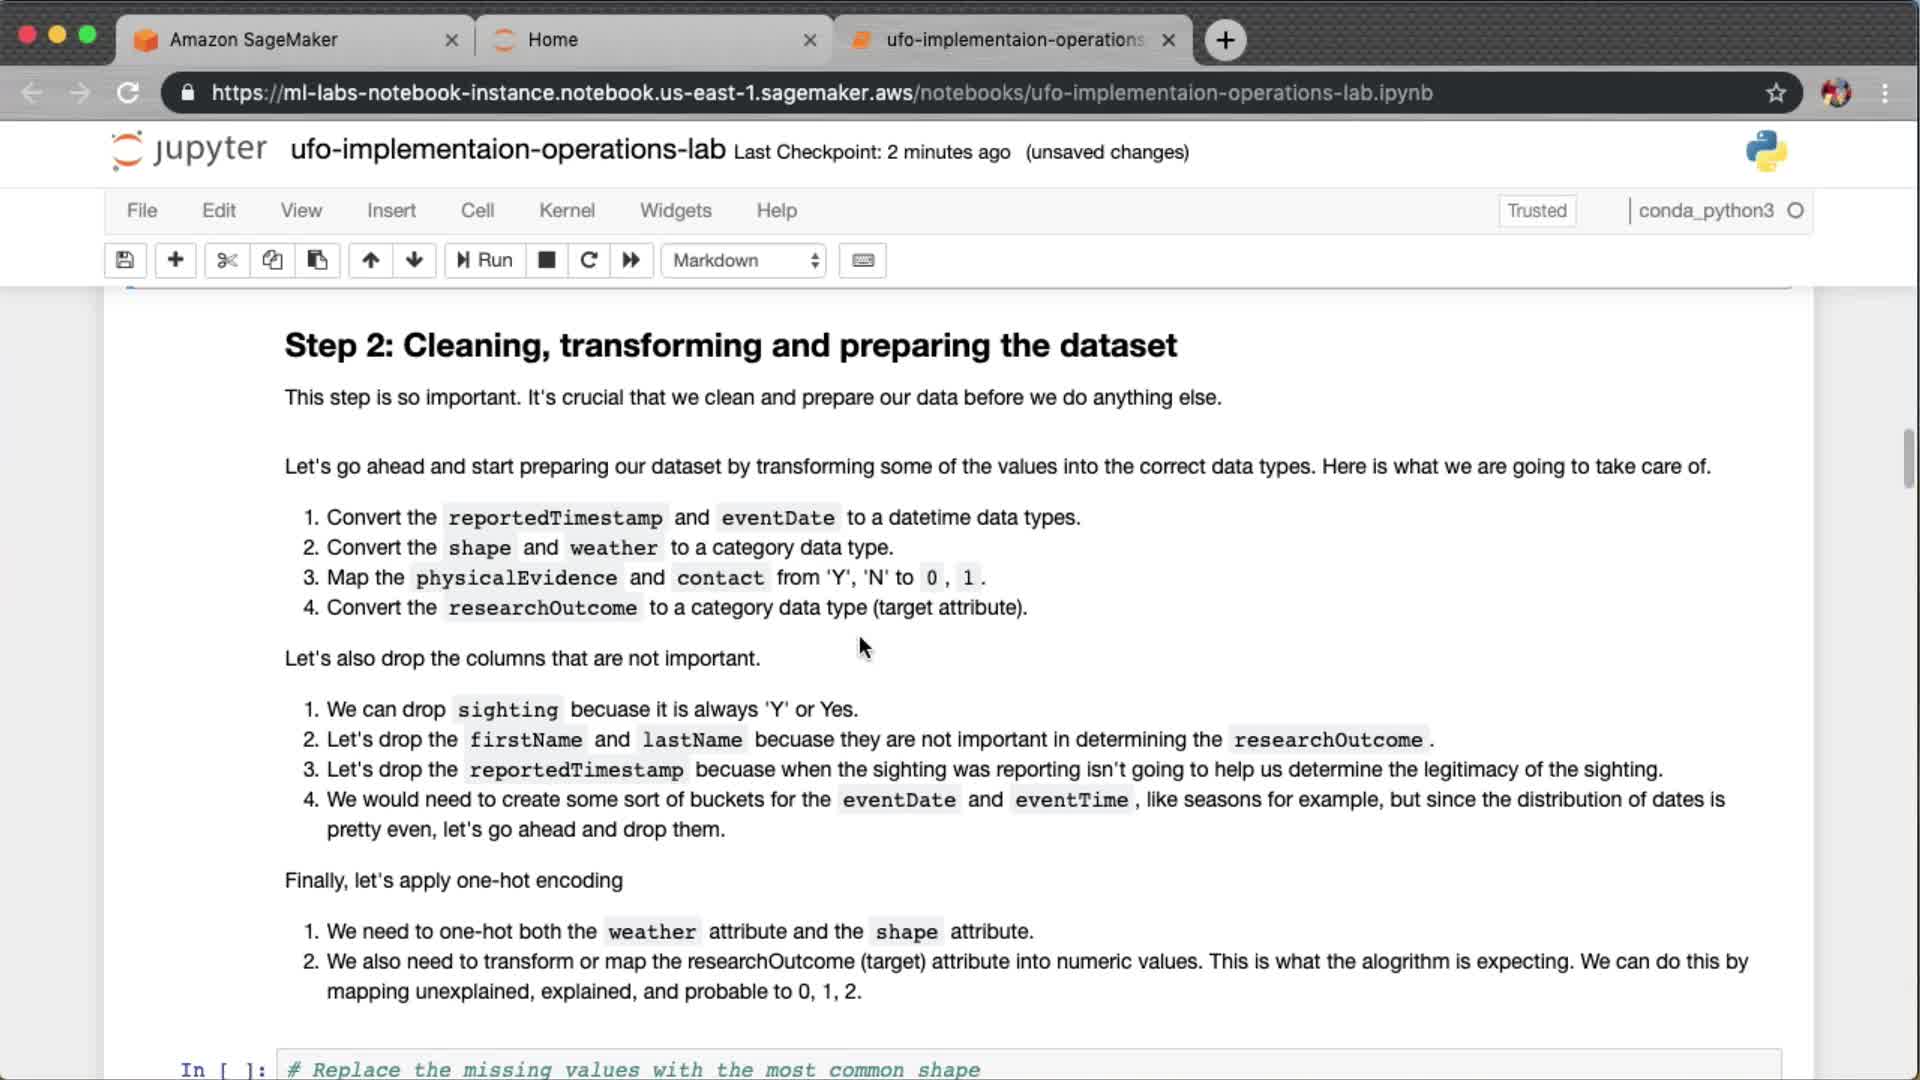 Amazon SageMaker
Home
ufo-implementaion-operations
https://ml-labs-notebook-instance.notebook.us-east-1.sagemaker.aws/notebooks/ufo-implementaion-operations-lab.ipynb
jupyter ufo-implementaion-operations-lab Last Checkpoint: 2 minutes ago (unsaved changes)
File Edit View Insert Cell Kernel Widgets Help Trusted conda_python3
Run Markdown
Step 2: Cleaning, transforming and preparing the dataset
This step is so important. It's crucial that we clean and prepare our data before we do anything else.
Let's go ahead and start preparing our dataset by transforming some of the values into the correct data types. Here is what we are going to take care of.
1. Convert the reportedTimestamp and eventDate to a datetime data types.
2. Convert the shape and weather to a category data type.
3. Map the physicalEvidence and contact from 'Y', 'N' to 0, 1.
4. Convert the researchOutcome to a category data type (target attribute).
Let's also drop the columns that are not important.
1. We can drop sighting becuase it is always 'Y' or Yes.
2. Let's drop the firstName and lastName becuase they are not important in determining the researchOutcome.
3. Let's drop the reportedTimestamp becuase when the sighting was reporting isn't going to help us determine the legitimacy of the sighting.
4. We would need to create some sort of buckets for the eventDate and eventTime, like seasons for example, but since the distribution of dates is
pretty even, let's go ahead and drop them.
Finally, let's apply one-hot encoding
1. We need to one-hot both the weather attribute and the shape attribute.
2. We also need to transform or map the researchOutcome (target) attribute into numeric values. This is what the alogrithm is expecting. We can do this by
mapping unexplained, explained, and probable to 0, 1, 2.
In [ ]: # Replace the missing values with the most common shape